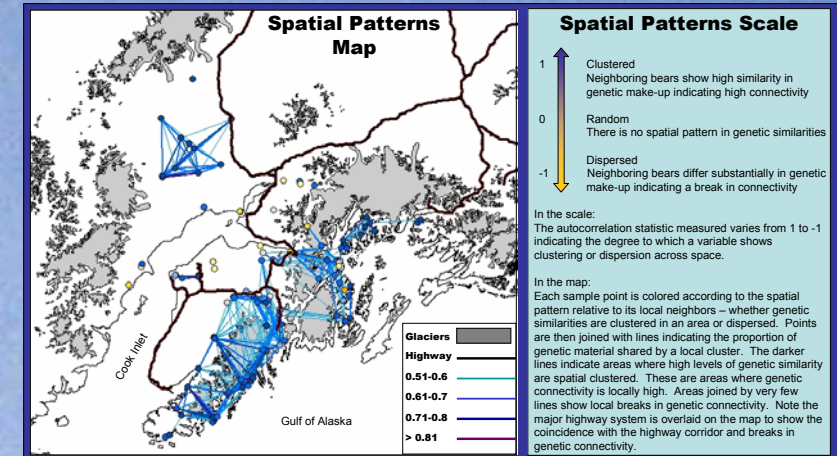 Spatial Patterns
Map
Cook Inlet
Gulf of Alaska
Glaciers
Highway
0.51-0.6
0.61-0.7
0.71-0.8
> 0.81
Spatial Patterns Scale
1
Clustered
Neighboring bears show high similarity in
genetic make-up indicating high connectivity
0
Random
There is no spatial pattern in genetic similarities
-1
Dispersed
Neighboring bears differ substantially in genetic
make-up indicating a break in connectivity
In the scale:
The autocorrelation statistic measured varies from 1 to -1
indicating the degree to which a variable shows
clustering or dispersion across space.
In the map:
Each sample point is colored according to the spatial
pattern relative to its local neighbors – whether genetic
similarities are clustered in an area or dispersed. Points
are then joined with lines indicating the proportion of
genetic material shared by a local cluster. The darker
lines indicate areas where high levels of genetic similarity
are spatial clustered. These are areas where genetic
connectivity is locally high. Areas joined by very few
lines show local breaks in genetic connectivity. Note the
major highway system is overlaid on the map to show the
coincidence with the highway corridor and breaks in
genetic connectivity.